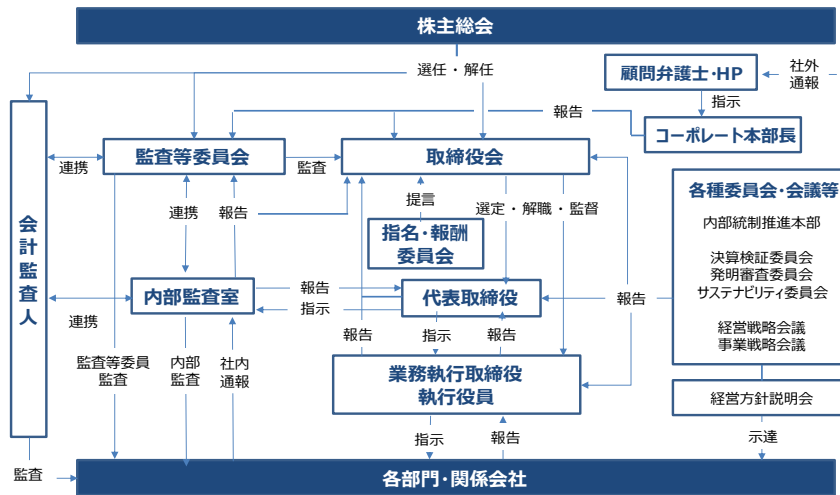 株主総会
選任・解任
顧問弁護士・HP
社外
通報
指示
報告
コーポレート本部長
監査等委員会
監査
取締役会
連携
会計監査人
連携
報告
提言
選定・解職・監督
指名・報酬
委員会
各種委員会・会議等
内部統制推進本部
決算検証委員会
発明審査委員会
サステナビリティ委員会
経営戦略会議
事業戦略会議
内部監査室
報告
指示
代表取締役
報告
連携
報告
指示
報告
監査等委員
監査
内部
監査
社内
通報
業務執行取締役
執行役員
経営方針説明会
指示
報告
示達
監査
各部門・関係会社